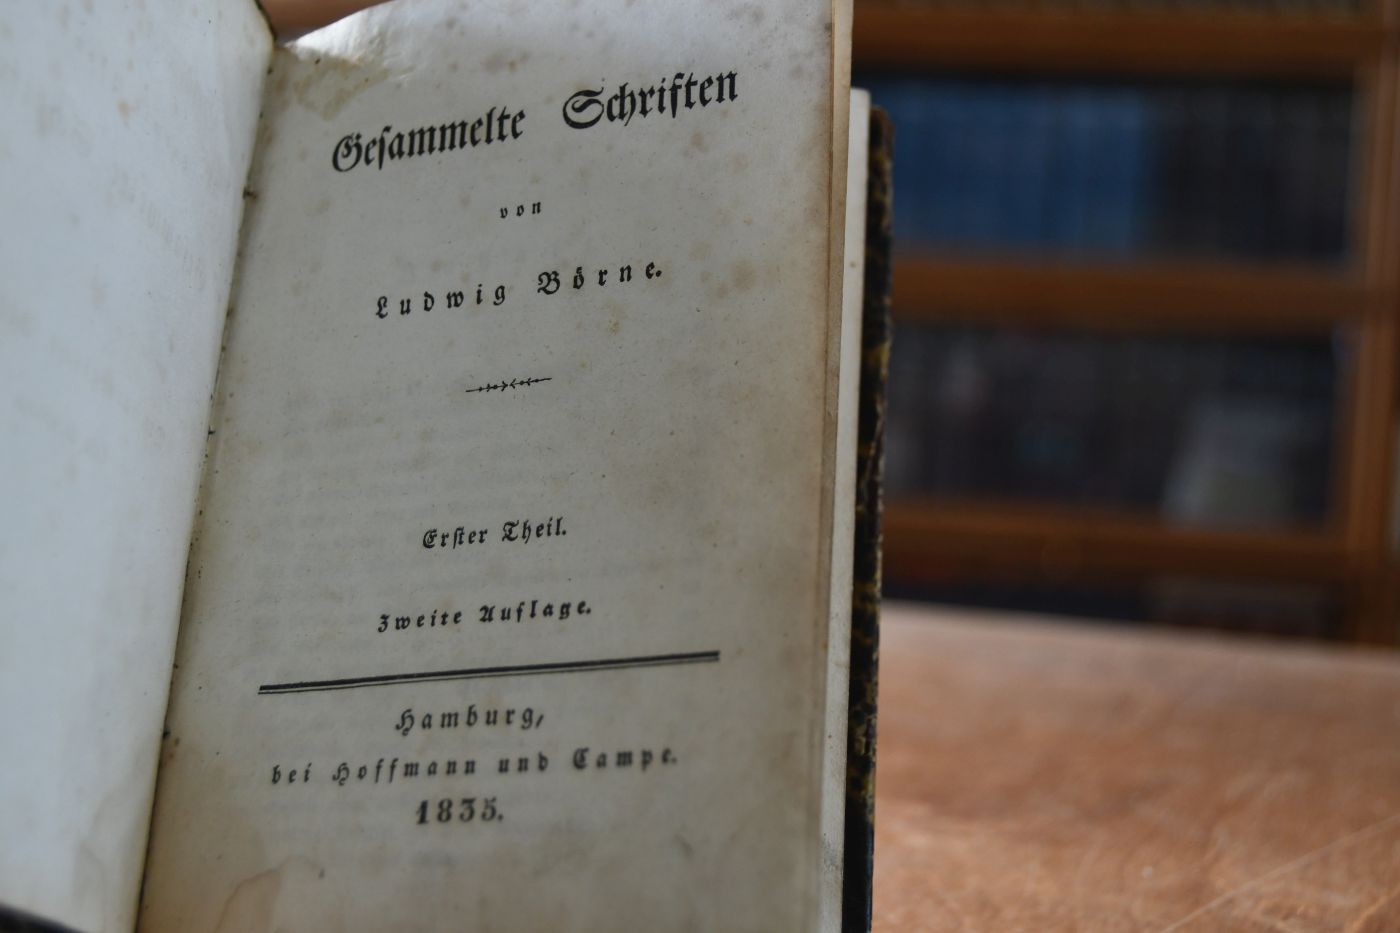 Geſammelte Schriften
von
Ludwig Börne.
Erſter Theil.
Zweite Auflage.
Hamburg,
bei Hoffmann und Campe.
1835.